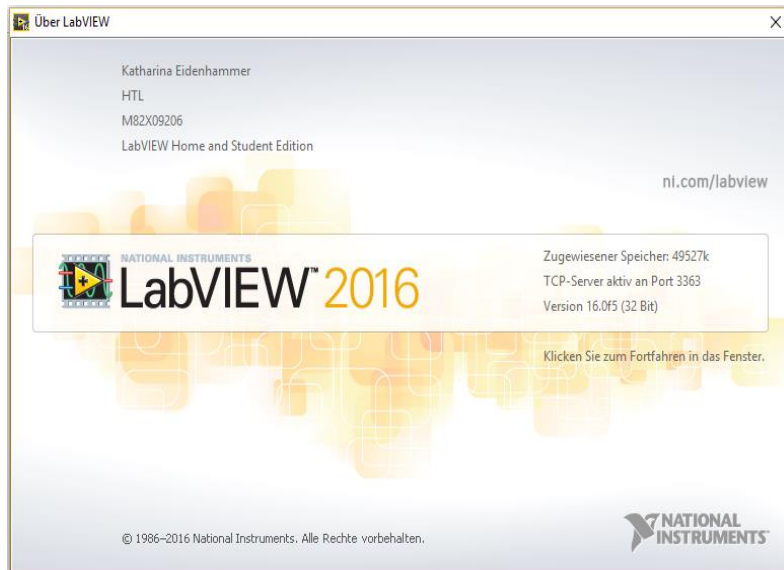 Über LabVIEW
Katharina Eidenhammer
HTL
M82X09206
LabVIEW Home and Student Edition
ni.com/labview
NATIONAL INSTRUMENTS
LabVIEW™ 2016
Zugewiesener Speicher: 49527k
TCP-Server aktiv an Port 3363
Version 16.0f5 (32 Bit)
Klicken Sie zum Fortfahren in das Fenster.
© 1986–2016 National Instruments. Alle Rechte vorbehalten.
NATIONAL
INSTRUMENTS™